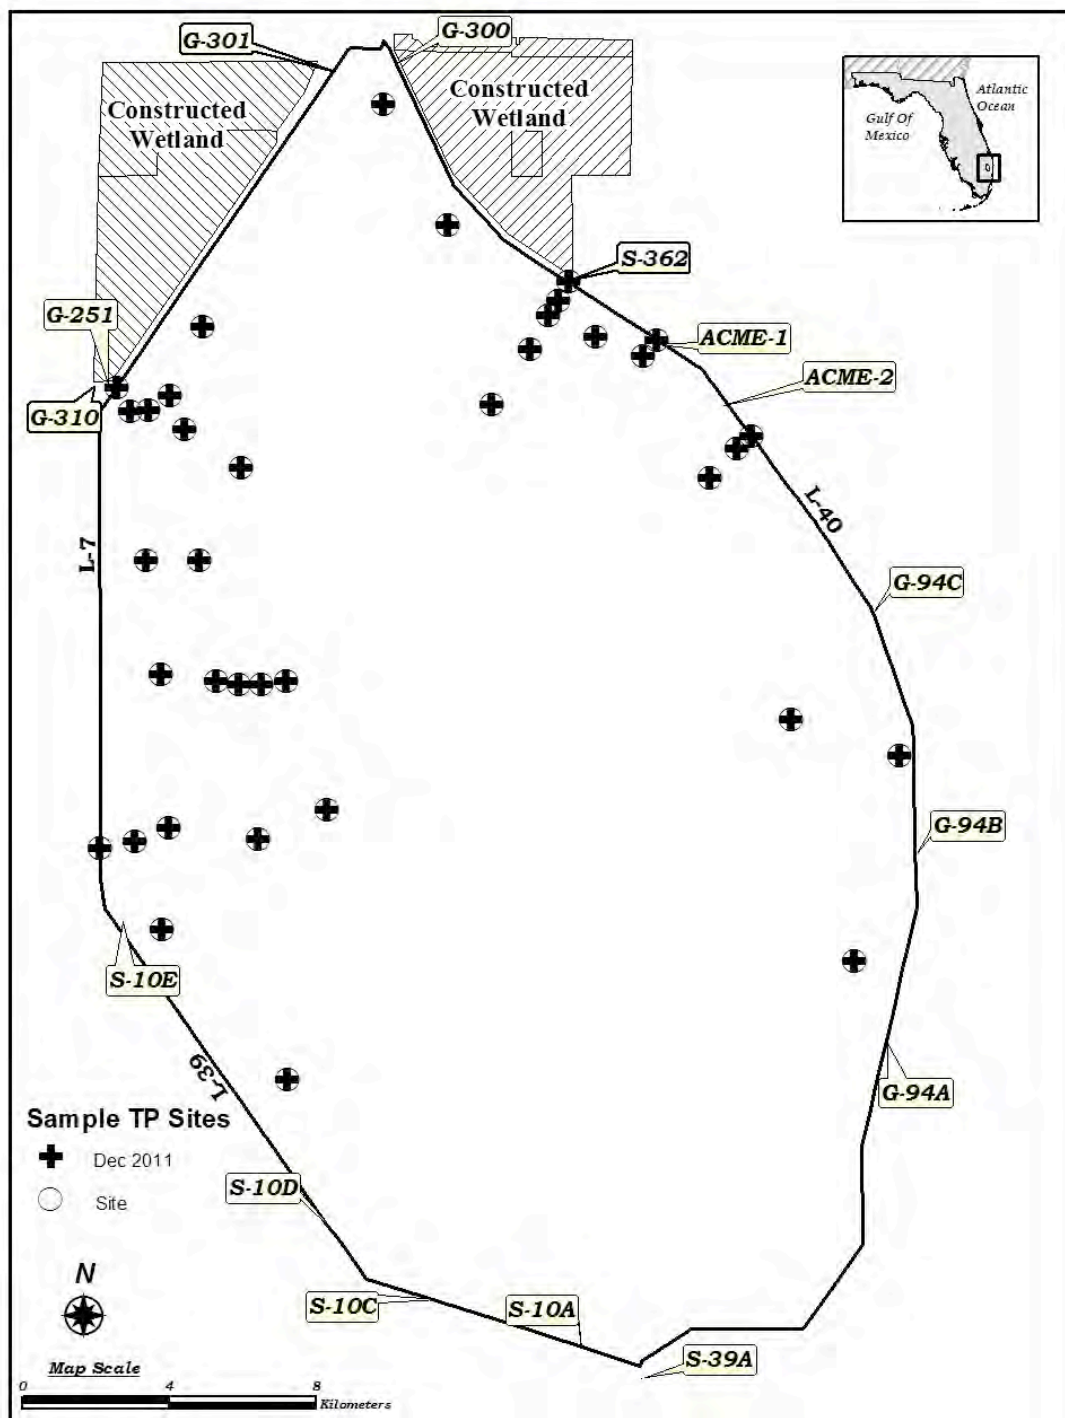 G-301
G-300
Constructed
Wetland
Constructed
Wetland
Atlantic
Ocean
Gulf Of
Mexico
S-362
G-251
ACME-1
ACME-2
G-310
L-40
L-7
G-94C
G-94B
S-10E
L-39
G-94A
Sample TP Sites
Dec 2011
Site
S-10D
N
S-10C
S-10A
S-39A
Map Scale
0 4 8
Kilometers